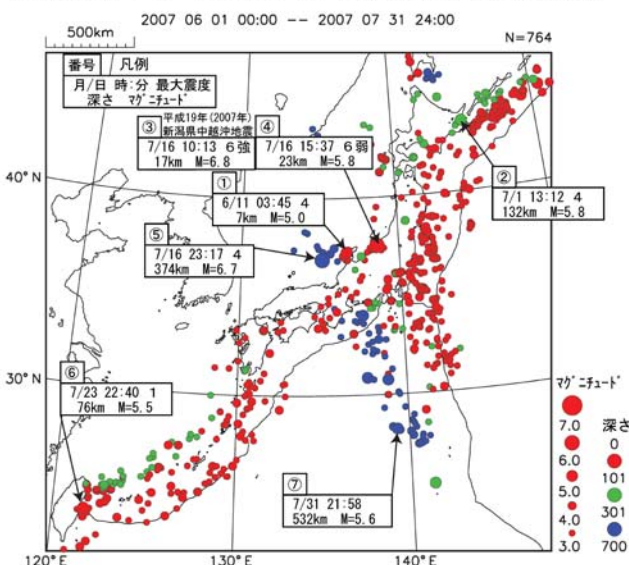 2007 06 01 00:00 -- 2007 07 31 24:00
500km
N=764
番号 凡例
月/日 時:分 最大震度
深さ マグニチュード
③ 平成19年(2007年)
新潟県中越沖地震
7/16 10:13 6強
17km M=6.8
④
7/16 15:37 6弱
23km M=5.8
①
6/11 03:45 4
7km M=5.0
②
7/1 13:12 4
132km M=5.8
⑤
7/16 23:17 4
374km M=6.7
⑥
7/23 22:40 1
76km M=5.5
⑦
7/31 21:58
532km M=5.6
40°N
30°N
120°E
130°E
140°E
マグニチュード
7.0
6.0
5.0
4.0
3.0
深さ
0
101
301
700